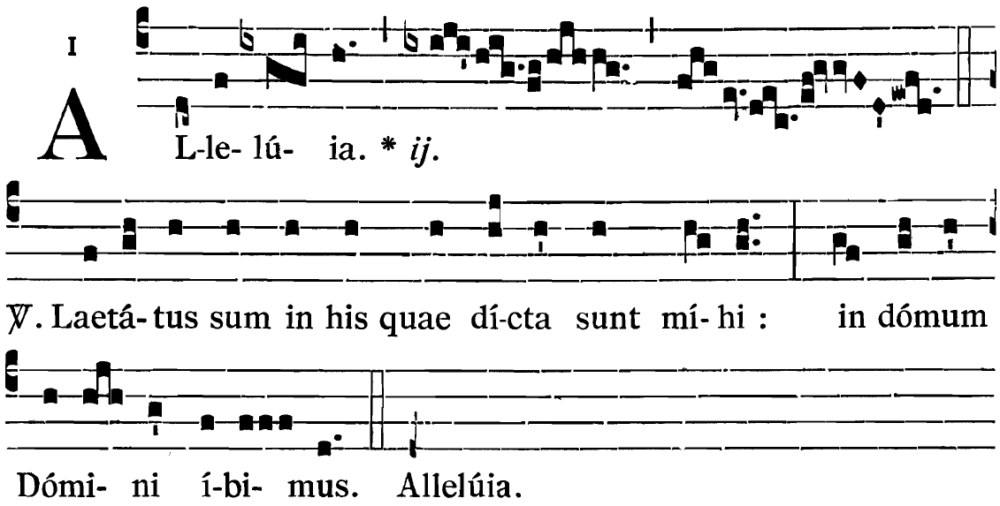 I
AL-le- lú- ia. * ij.
℣. Laetá-tus sum in his quae dí-cta sunt mí-hi : in dómum
Dómi- ni í-bi- mus. Allelúia.